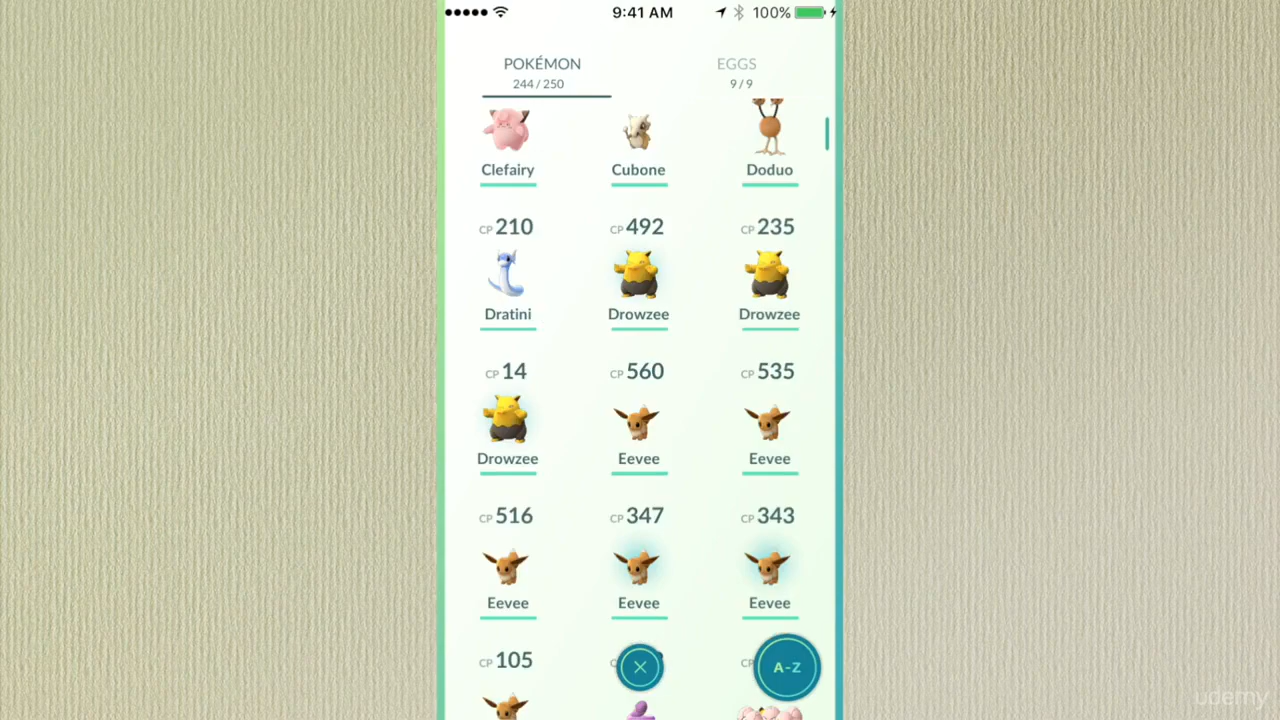 9:41 AM 100%
POKÉMON EGGS
244 / 250 9 / 9
Clefairy Cubone Doduo
CP 210 CP 492 CP 235
Dratini Drowzee Drowzee
CP 14 CP 560 CP 535
Drowzee Eevee Eevee
CP 516 CP 347 CP 343
Eevee Eevee Eevee
CP 105 CP
A-Z
udemy